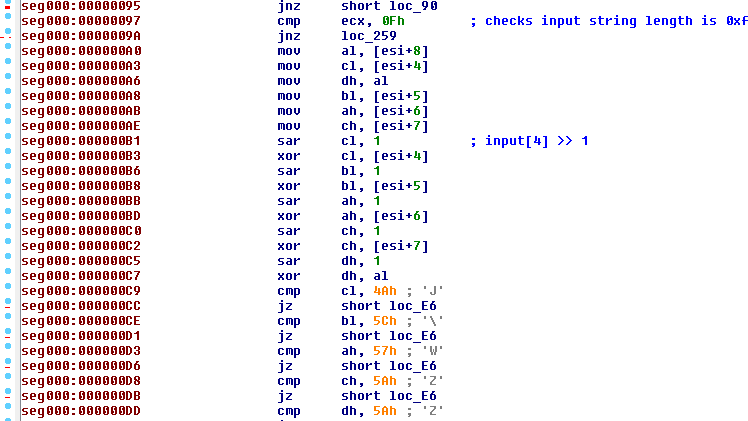 seg000:00000095 jnz short loc_90
seg000:00000097 cmp ecx, 0Fh ; checks input string length is 0xf
seg000:0000009A jnz loc_259
seg000:000000A0 mov al, [esi+8]
seg000:000000A3 mov cl, [esi+4]
seg000:000000A6 mov dh, al
seg000:000000A8 mov bl, [esi+5]
seg000:000000AB mov ah, [esi+6]
seg000:000000AE mov ch, [esi+7]
seg000:000000B1 sar cl, 1 ; input[4] >> 1
seg000:000000B3 xor cl, [esi+4]
seg000:000000B6 sar bl, 1
seg000:000000B8 xor bl, [esi+5]
seg000:000000BB sar ah, 1
seg000:000000BD xor ah, [esi+6]
seg000:000000C0 sar ch, 1
seg000:000000C2 xor ch, [esi+7]
seg000:000000C5 sar dh, 1
seg000:000000C7 xor dh, al
seg000:000000C9 cmp cl, 4Ah ; 'J'
seg000:000000CC jz short loc_E6
seg000:000000CE cmp bl, 5Ch ; '\'
seg000:000000D1 jz short loc_E6
seg000:000000D3 cmp ah, 57h ; 'W'
seg000:000000D6 jz short loc_E6
seg000:000000D8 cmp ch, 5Ah ; 'Z'
seg000:000000DB jz short loc_E6
seg000:000000DD cmp dh, 5Ah ; 'Z'